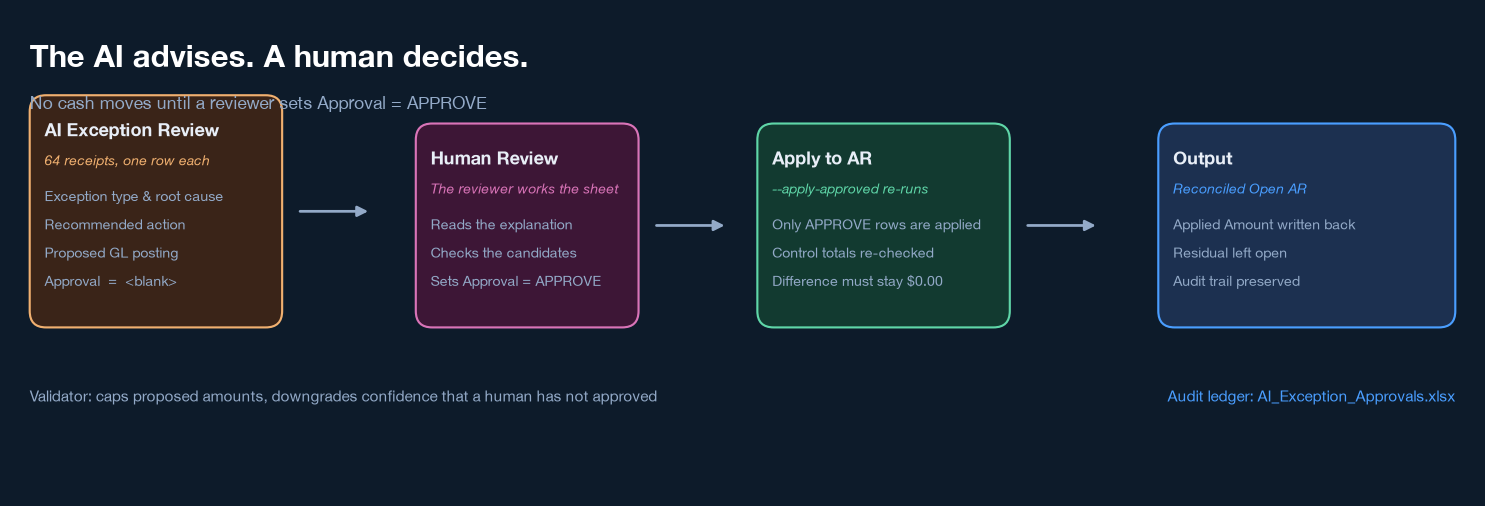 The AI advises. A human decides.
No cash moves until a reviewer sets Approval = APPROVE
AI Exception Review
64 receipts, one row each
Exception type & root cause
Recommended action
Proposed GL posting
Approval  =  <blank>
Human Review
The reviewer works the sheet
Reads the explanation
Checks the candidates
Sets Approval = APPROVE
Apply to AR
--apply-approved re-runs
Only APPROVE rows are applied
Control totals re-checked
Difference must stay $0.00
Output
Reconciled Open AR
Applied Amount written back
Residual left open
Audit trail preserved
Validator: caps proposed amounts, downgrades confidence that a human has not approved
Audit ledger: AI_Exception_Approvals.xlsx